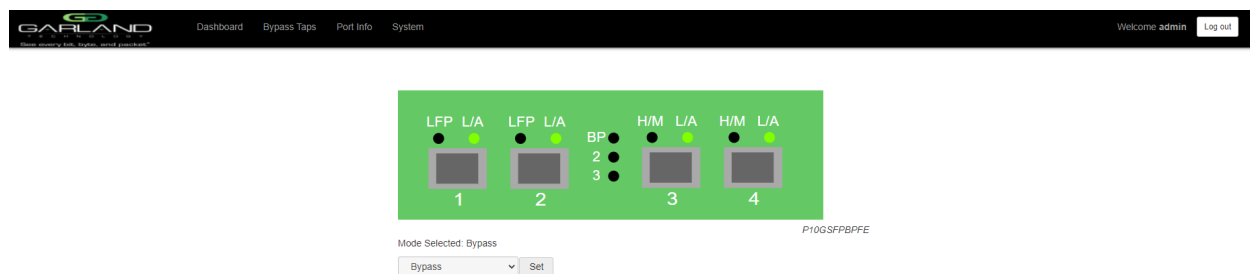 GARLAND
TECHNOLOGY
See every bit, byte, and packet®
Dashboard Bypass Taps Port Info System
Welcome admin Log out
LFP L/A LFP L/A H/M L/A H/M L/A
BP
2
3
1 2 3 4
P10GSFPBPFE
Mode Selected: Bypass
Bypass Set